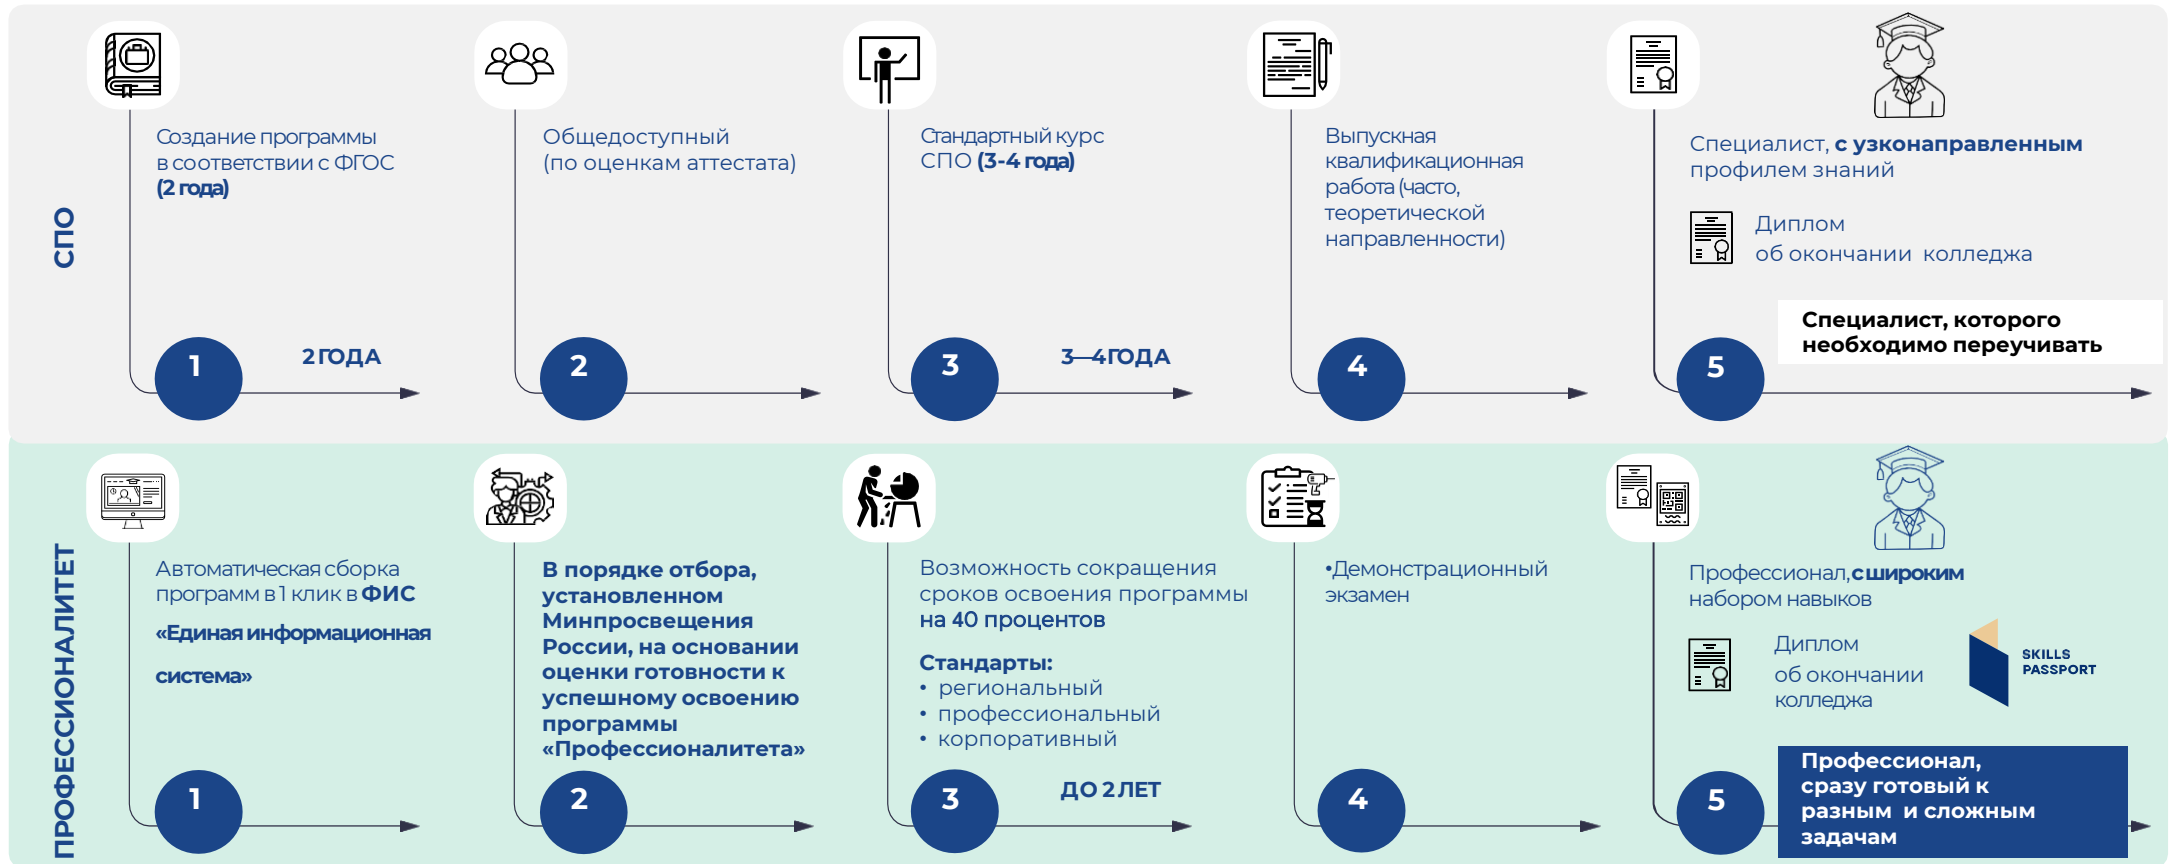 СПО
Создание программы
в соответствии с ФГОС
(2 года)
1
2 ГОДА
Общедоступный
(по оценкам аттестата)
2
Стандартный курс
СПО (3-4 года)
3
3—4 ГОДА
Выпускная
квалификационная
работа (часто,
теоретической
направленности)
4
Специалист, с узконаправленным
профилем знаний
Диплом
об окончании колледжа
Специалист, которого
необходимо переучивать
5
ПРОФЕССИОНАЛИТЕТ
Автоматическая сборка
программ в 1 клик в ФИС
«Единая информационная
система»
1
В порядке отбора,
установленном
Минпросвещения
России, на основании
оценки готовности к
успешному освоению
программы
«Профессионалитета»
2
Возможность сокращения
сроков освоения программы
на 40 процентов
Стандарты:
• региональный
• профессиональный
• корпоративный
3
ДО 2 ЛЕТ
•Демонстрационный
экзамен
4
Профессионал, с широким
набором навыков
Диплом
об окончании
колледжа
SKILLS
PASSPORT
5
Профессионал,
сразу готовый к
разным и сложным
задачам